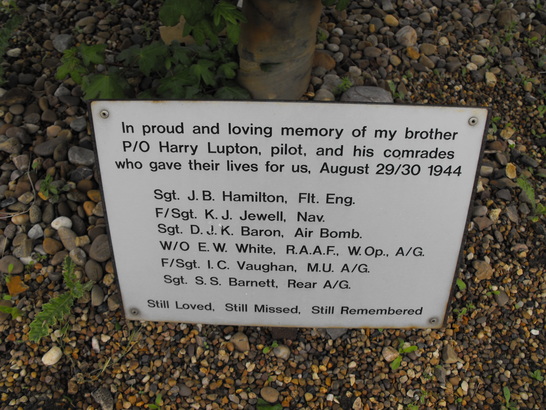 In proud and loving memory of my brother
P/O Harry Lupton, pilot, and his comrades
who gave their lives for us, August 29/30 1944
Sgt. J.B. Hamilton, Flt. Eng.
F/Sgt. K.J. Jewell, Nav.
Sgt. D.J.K. Baron, Air Bomb.
W/O E.W. White, R.A.A.F., W.Op., A/G.
F/Sgt. I.C. Vaughan, M.U. A/G.
Sgt. S.S. Barnett, Rear A/G.
Still Loved, Still Missed, Still Remembered